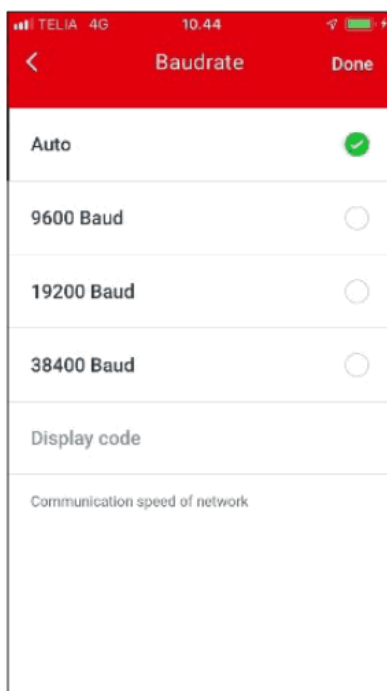 TELIA 4G 10.44
Baudrate Done
Auto
9600 Baud
19200 Baud
38400 Baud
Display code
Communication speed of network